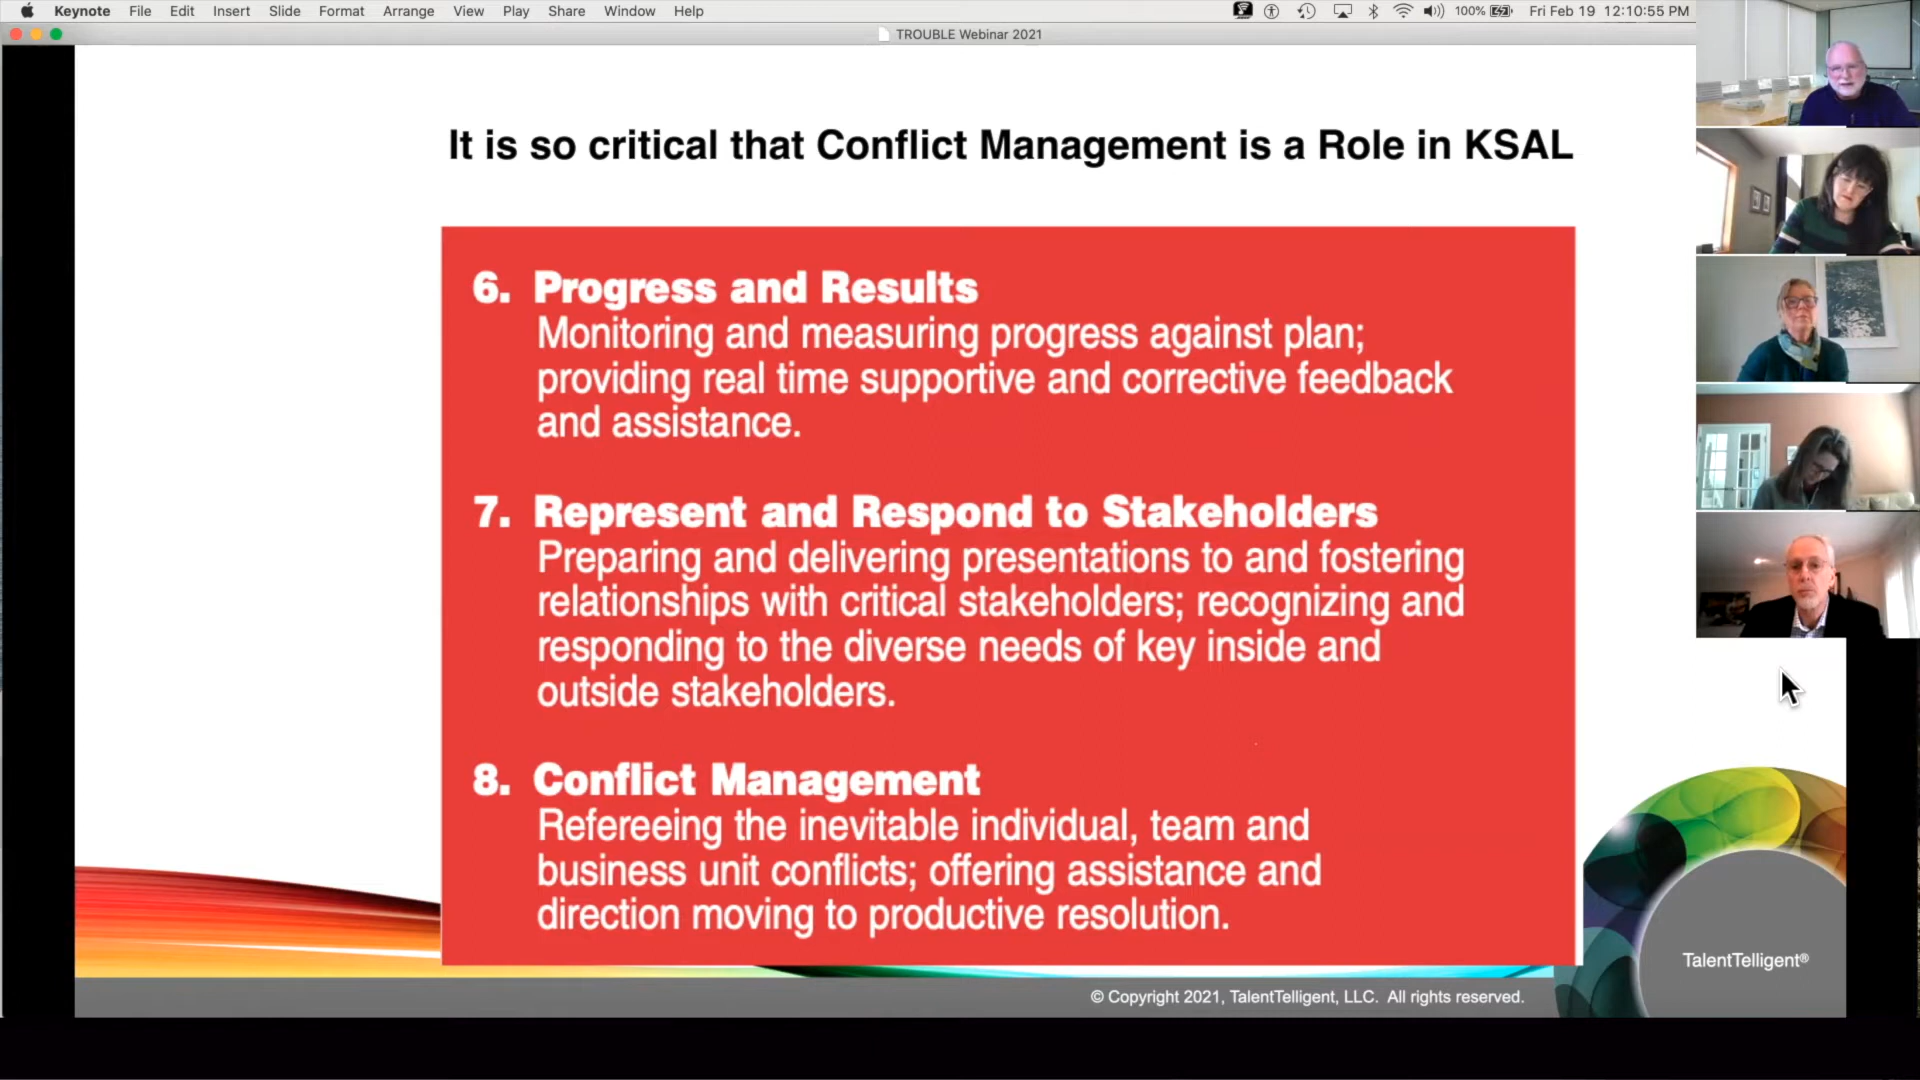 Keynote File Edit Insert Slide Format Arrange View Play Share Window Help 100% Fri Feb 19 12:10:55 PM
TROUBLE Webinar 2021
It is so critical that Conflict Management is a Role in KSAL
6. Progress and Results
Monitoring and measuring progress against plan;
providing real time supportive and corrective feedback
and assistance.
7. Represent and Respond to Stakeholders
Preparing and delivering presentations to and fostering
relationships with critical stakeholders; recognizing and
responding to the diverse needs of key inside and
outside stakeholders.
8. Conflict Management
Refereeing the inevitable individual, team and
business unit conflicts; offering assistance and
direction moving to productive resolution.
TalentTelligent®
© Copyright 2021, TalentTelligent, LLC. All rights reserved.